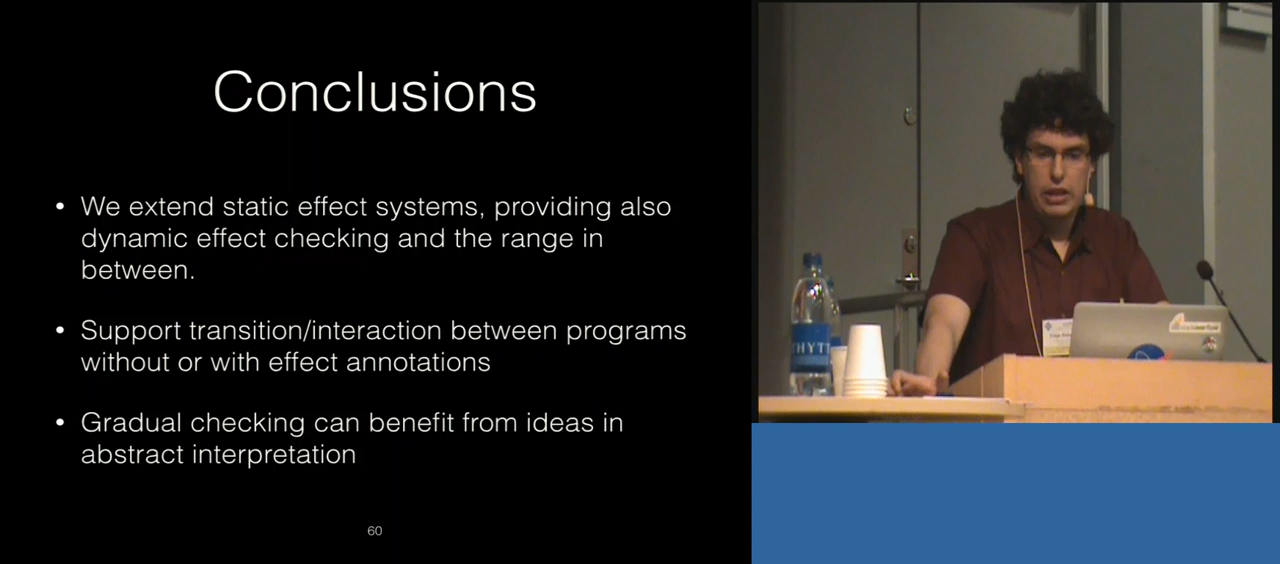 Conclusions
• We extend static effect systems, providing also
dynamic effect checking and the range in
between.
• Support transition/interaction between programs
without or with effect annotations
• Gradual checking can benefit from ideas in
abstract interpretation
60